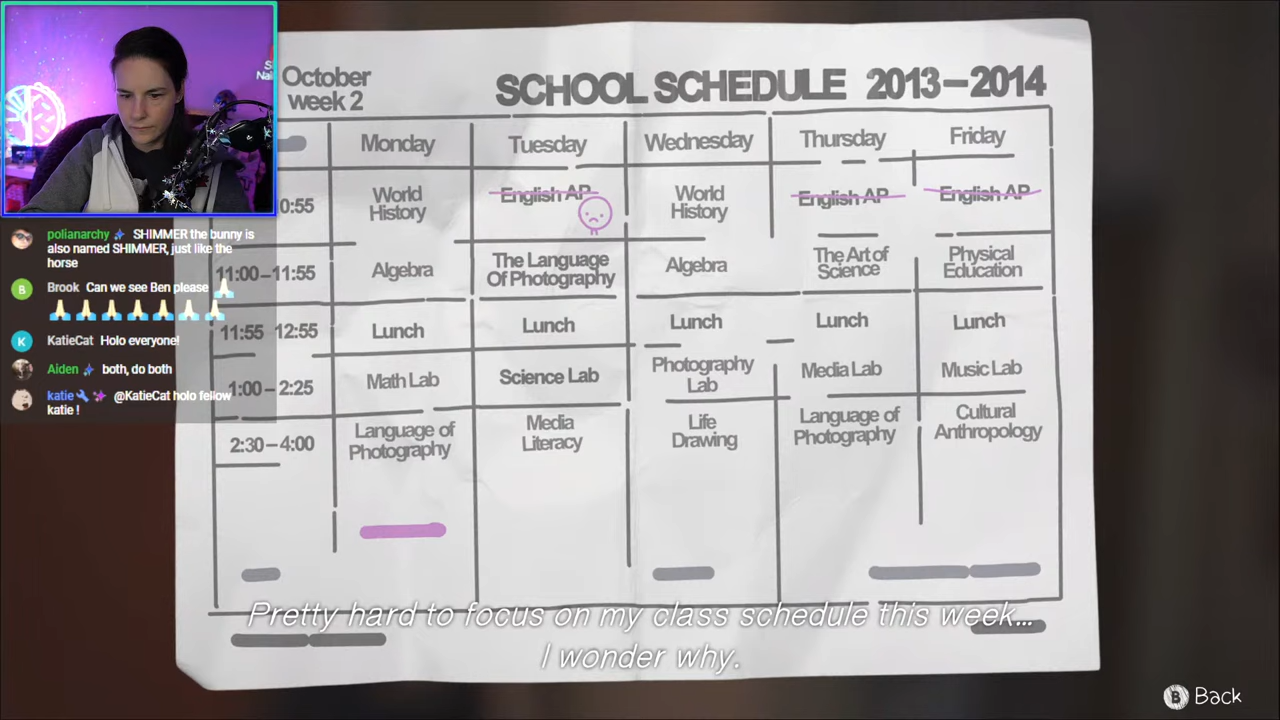 October
week 2
SCHOOL SCHEDULE 2013-2014
Monday
Tuesday
Wednesday
Thursday
Friday
0:55
World
History
English AP
World
History
English AP
English AP
11:00-11:55
Algebra
The Language
Of Photography
Algebra
The Art of
Science
Physical
Education
11:55 12:55
Lunch
Lunch
Lunch
Lunch
Lunch
1:00-2:25
Math Lab
Science Lab
Photography
Lab
Media Lab
Music Lab
2:30-4:00
Language of
Photography
Media
Literacy
Life
Drawing
Language of
Photography
Cultural
Anthropology
polianarchy SHIMMER the bunny is
also named SHIMMER, just like the
horse
B Brook Can we see Ben please
K KatieCat Holo everyone!
Aiden both, do both
katie @KatieCat holo fellow
katie !
Pretty hard to focus on my class schedule this week...
I wonder why.
B Back